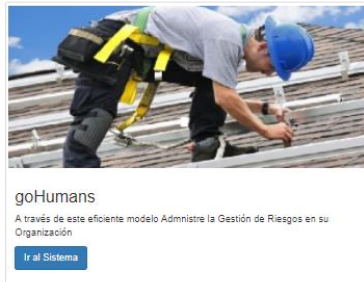 goHumans
A través de este eficiente modelo Admnistre la Gestión de Riesgos en su
Organización
Ir al Sistema